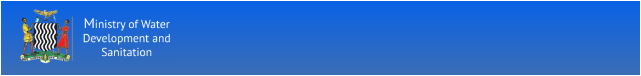 Ministry of Water
Development and
Sanitation